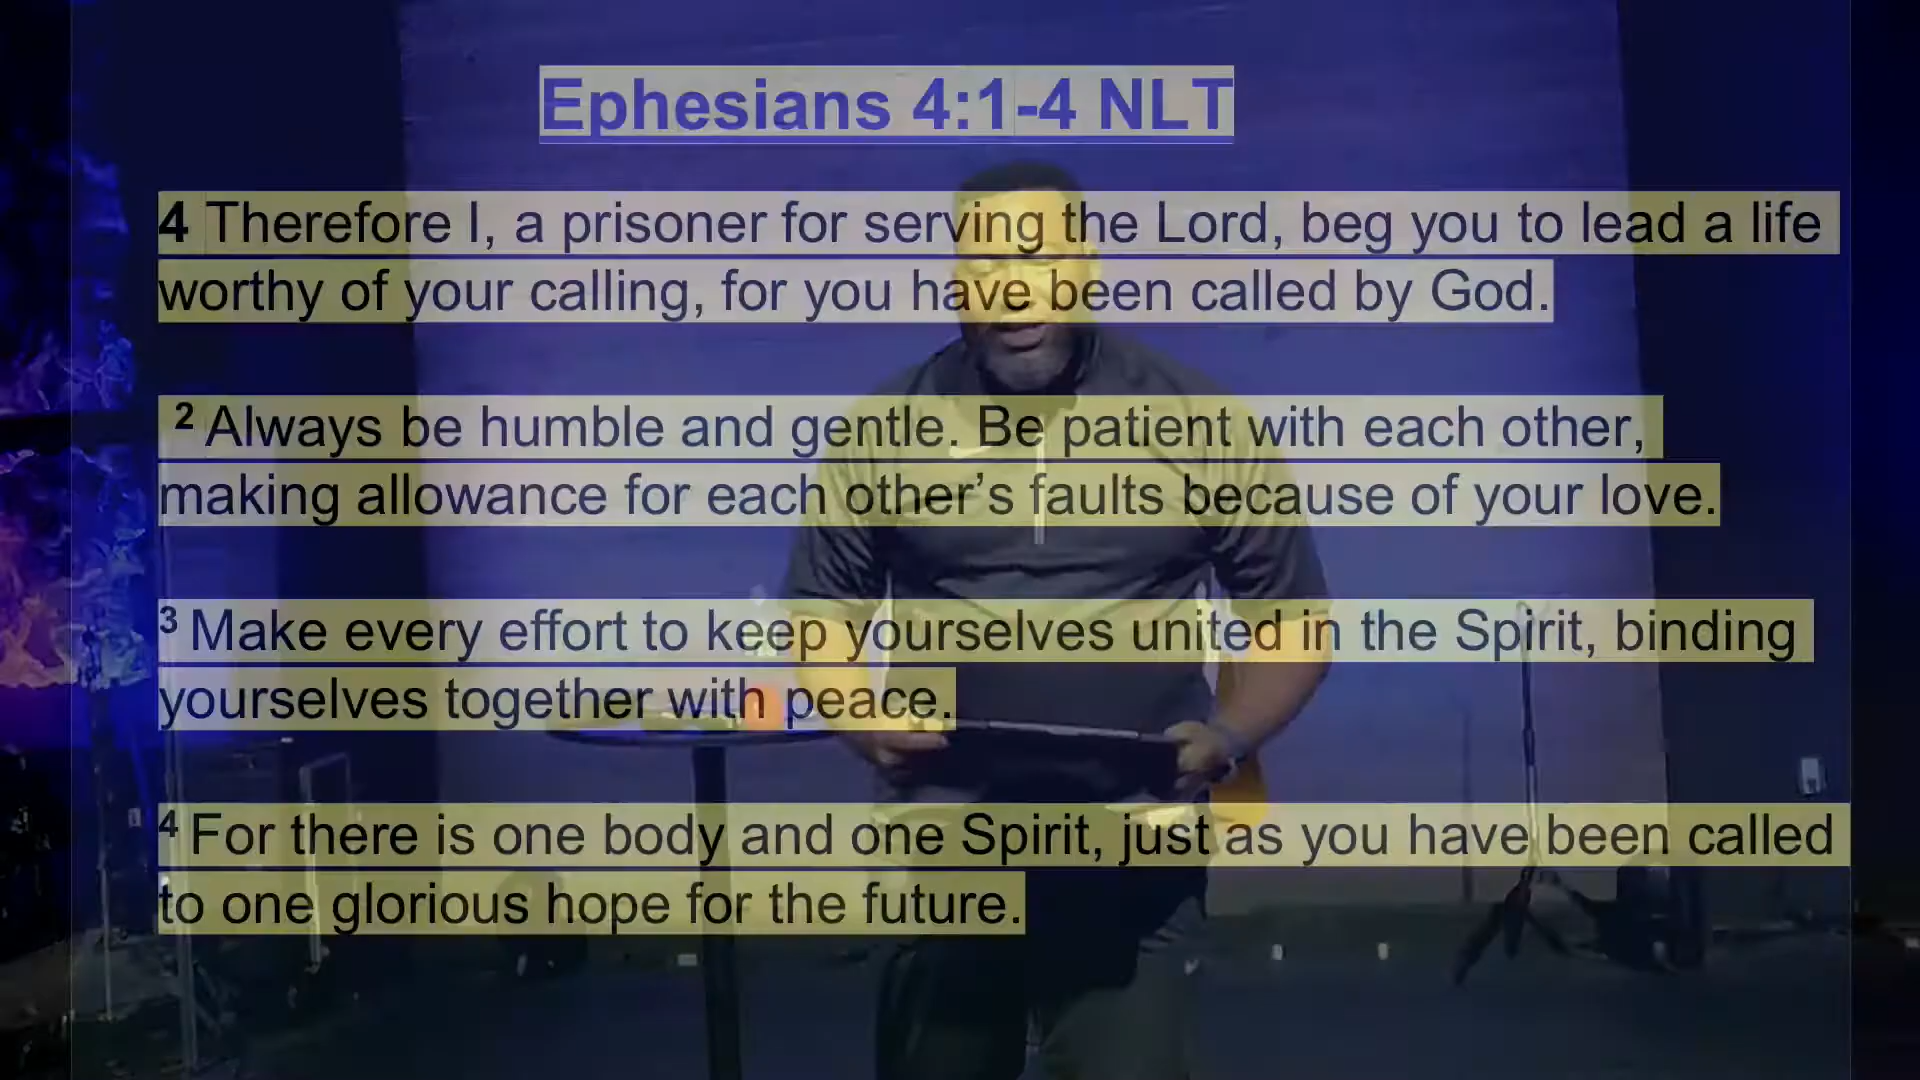 Ephesians 4:1-4 NLT
4 Therefore I, a prisoner for serving the Lord, beg you to lead a life
worthy of your calling, for you have been called by God.
2 Always be humble and gentle. Be patient with each other,
making allowance for each other’s faults because of your love.
3 Make every effort to keep yourselves united in the Spirit, binding
yourselves together with peace.
4 For there is one body and one Spirit, just as you have been called
to one glorious hope for the future.